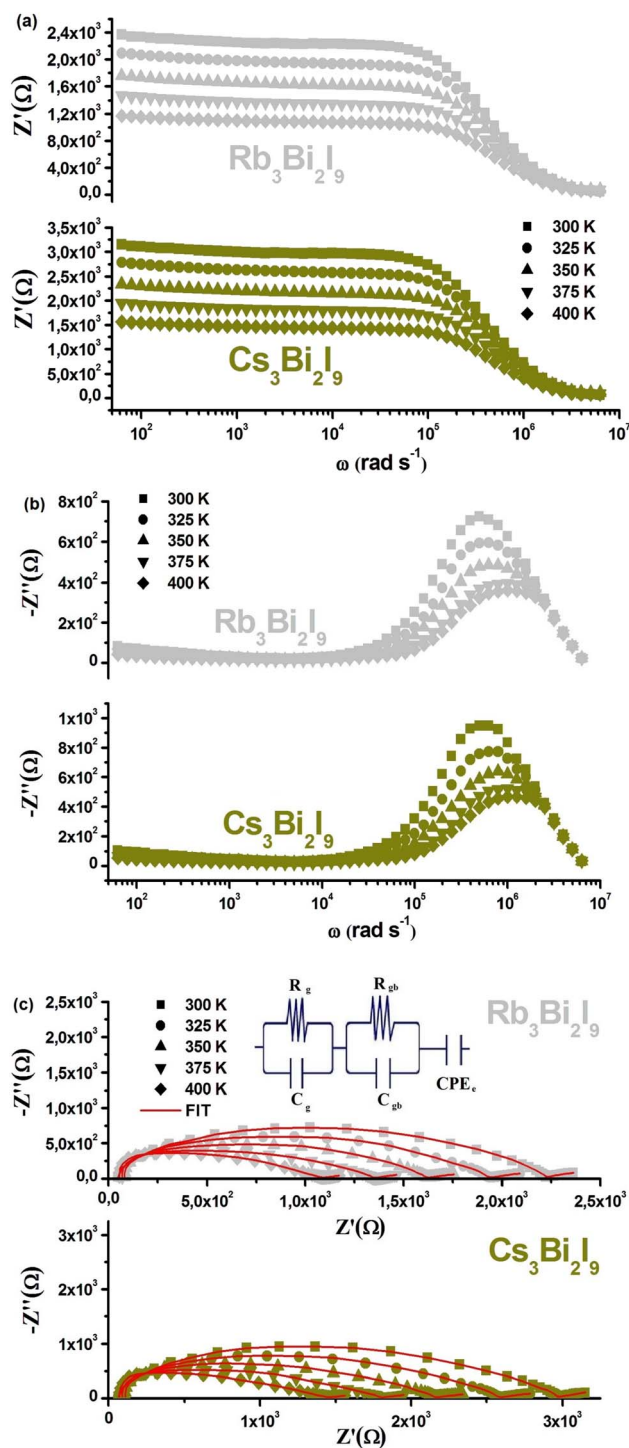 (a)
2,4x10³
2,0x10³
1,6x10³
1,2x10³
8,0x10²
4,0x10²
0,0
Z'(Ω)
Rb₃Bi₂I₉
3,5x10³
3,0x10³
2,5x10³
2,0x10³
1,5x10³
1,0x10³
5,0x10²
0,0
Z'(Ω)
Cs₃Bi₂I₉
300 K
325 K
350 K
375 K
400 K
10² 10³ 10⁴ 10⁵ 10⁶ 10⁷
ω (rad s⁻¹)
(b)
8x10²
6x10²
4x10²
2x10²
0
-Z''(Ω)
300 K
325 K
350 K
375 K
400 K
Rb₃Bi₂I₉
1x10³
8x10²
6x10²
4x10²
2x10²
0
-Z''(Ω)
Cs₃Bi₂I₉
10² 10³ 10⁴ 10⁵ 10⁶ 10⁷
ω (rad s⁻¹)
(c)
2,5x10³
2,0x10³
1,5x10³
1,0x10³
5,0x10²
0,0
-Z''(Ω)
300 K
325 K
350 K
375 K
400 K
FIT
R g R gb
C g C gb CPE e
Rb₃Bi₂I₉
0,0 5,0x10² 1,0x10³ 1,5x10³ 2,0x10³ 2,5x10³
Z'(Ω)
3x10³
2x10³
1x10³
0
-Z''(Ω)
Cs₃Bi₂I₉
0 1x10³ 2x10³ 3x10³
Z'(Ω)